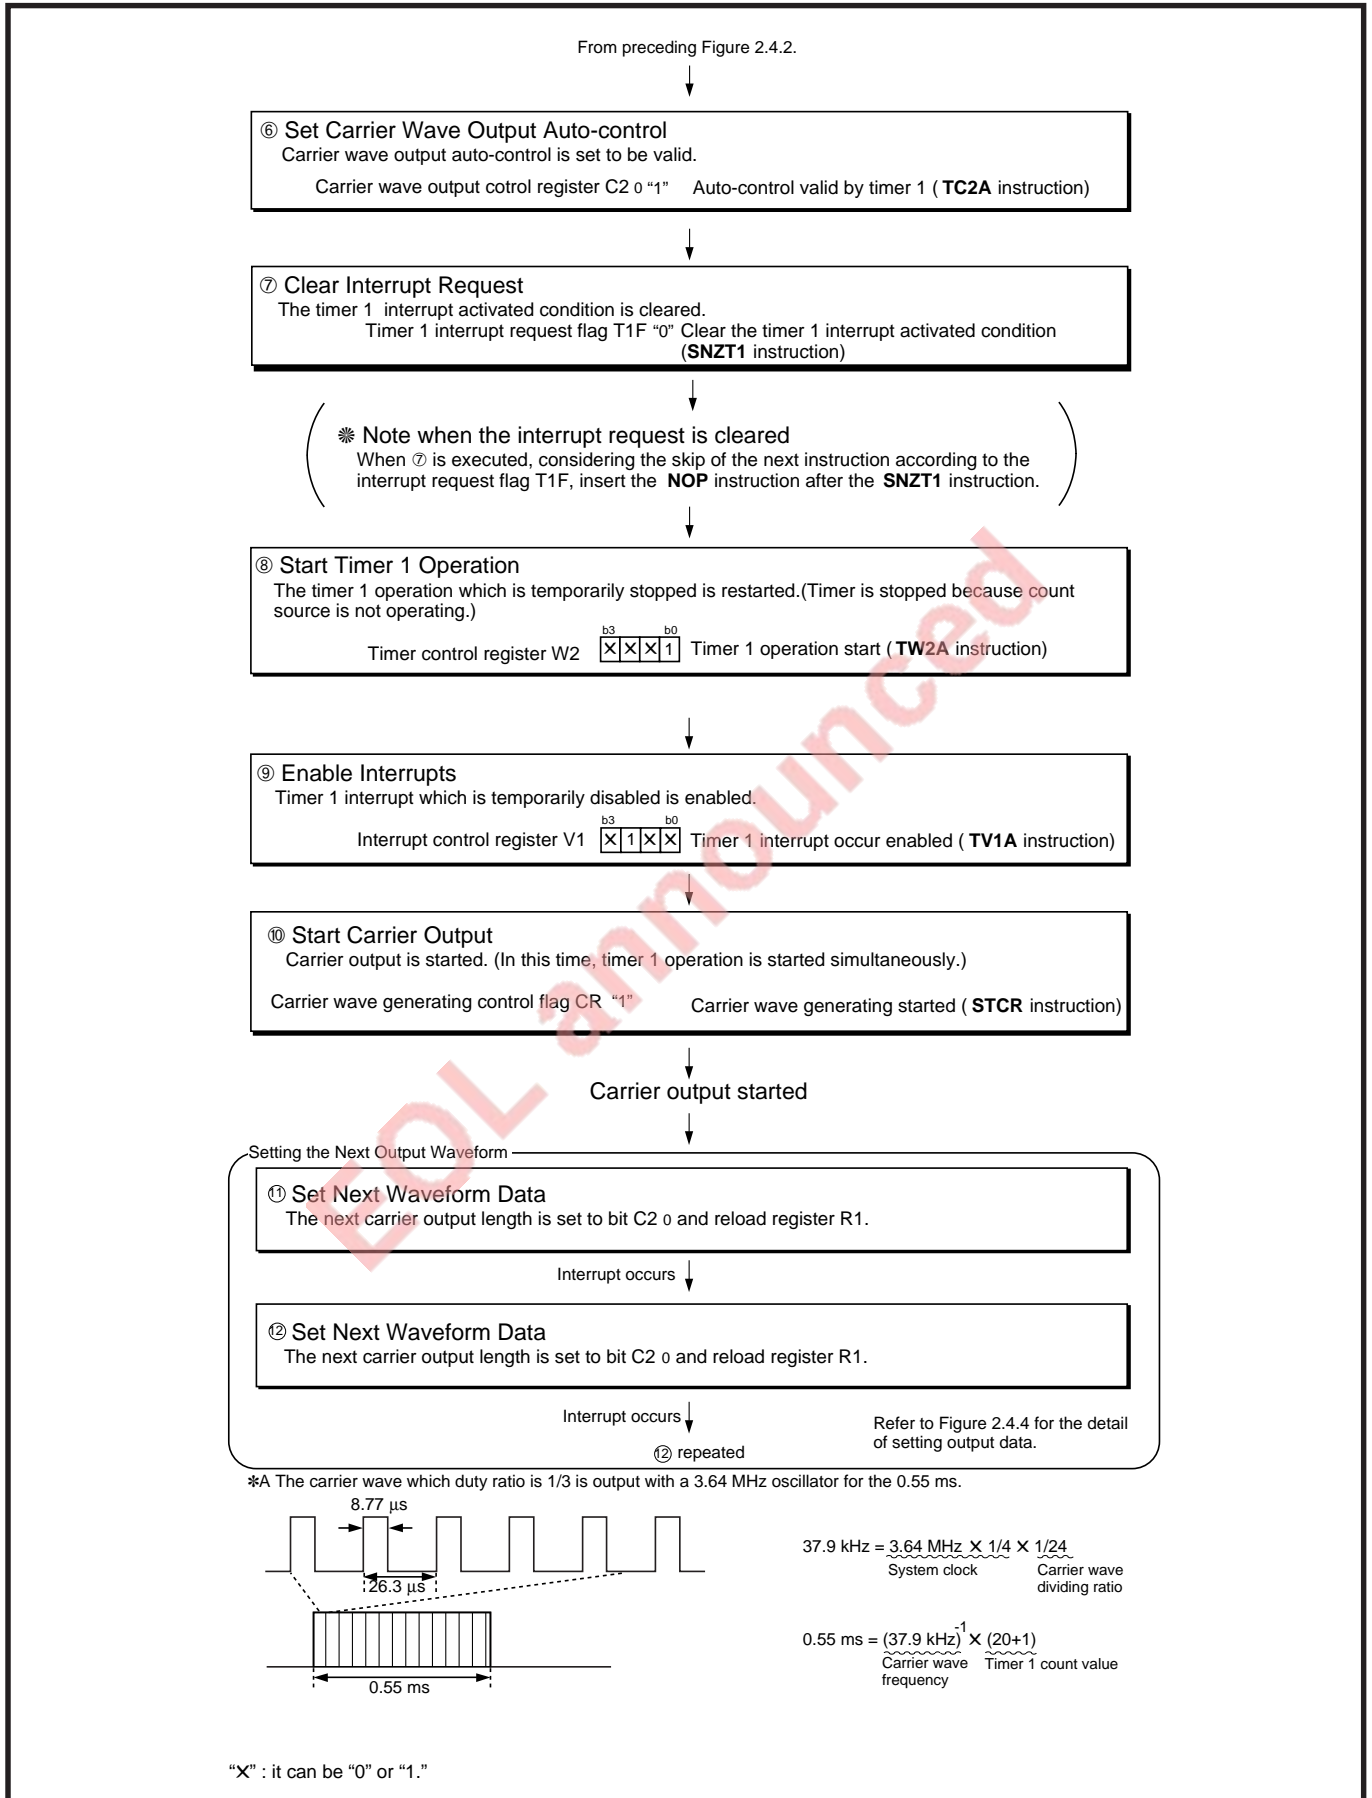 From preceding Figure 2.4.2.
⑥ Set Carrier Wave Output Auto-control
Carrier wave output auto-control is set to be valid.
Carrier wave output cotrol register C2 0 “1” Auto-control valid by timer 1 ( TC2A instruction)
⑦ Clear Interrupt Request
The timer 1 interrupt activated condition is cleared.
Timer 1 interrupt request flag T1F “0” Clear the timer 1 interrupt activated condition
(SNZT1 instruction)
❋ Note when the interrupt request is cleared
When ⑦ is executed, considering the skip of the next instruction according to the
interrupt request flag T1F, insert the NOP instruction after the SNZT1 instruction.
⑧ Start Timer 1 Operation
The timer 1 operation which is temporarily stopped is restarted.(Timer is stopped because count
source is not operating.)
b3 b0
Timer control register W2 ✕ ✕ ✕ 1 Timer 1 operation start ( TW2A instruction)
⑨ Enable Interrupts
Timer 1 interrupt which is temporarily disabled is enabled.
b3 b0
Interrupt control register V1 ✕ 1 ✕ ✕ Timer 1 interrupt occur enabled ( TV1A instruction)
⑩ Start Carrier Output
Carrier output is started. (In this time, timer 1 operation is started simultaneously.)
Carrier wave generating control flag CR “1” Carrier wave generating started ( STCR instruction)
Carrier output started
Setting the Next Output Waveform
⑪ Set Next Waveform Data
The next carrier output length is set to bit C2 0 and reload register R1.
Interrupt occurs
⑫ Set Next Waveform Data
The next carrier output length is set to bit C2 0 and reload register R1.
Interrupt occurs
Refer to Figure 2.4.4 for the detail
of setting output data.
⑫ repeated
✽A The carrier wave which duty ratio is 1/3 is output with a 3.64 MHz oscillator for the 0.55 ms.
8.77 μs
26.3 μs
0.55 ms
37.9 kHz = 3.64 MHz ✕ 1/4 ✕ 1/24
System clock Carrier wave
dividing ratio
0.55 ms = (37.9 kHz)-1 ✕ (20+1)
Carrier wave Timer 1 count value
frequency
“✕” : it can be “0” or “1.”
EOL announced